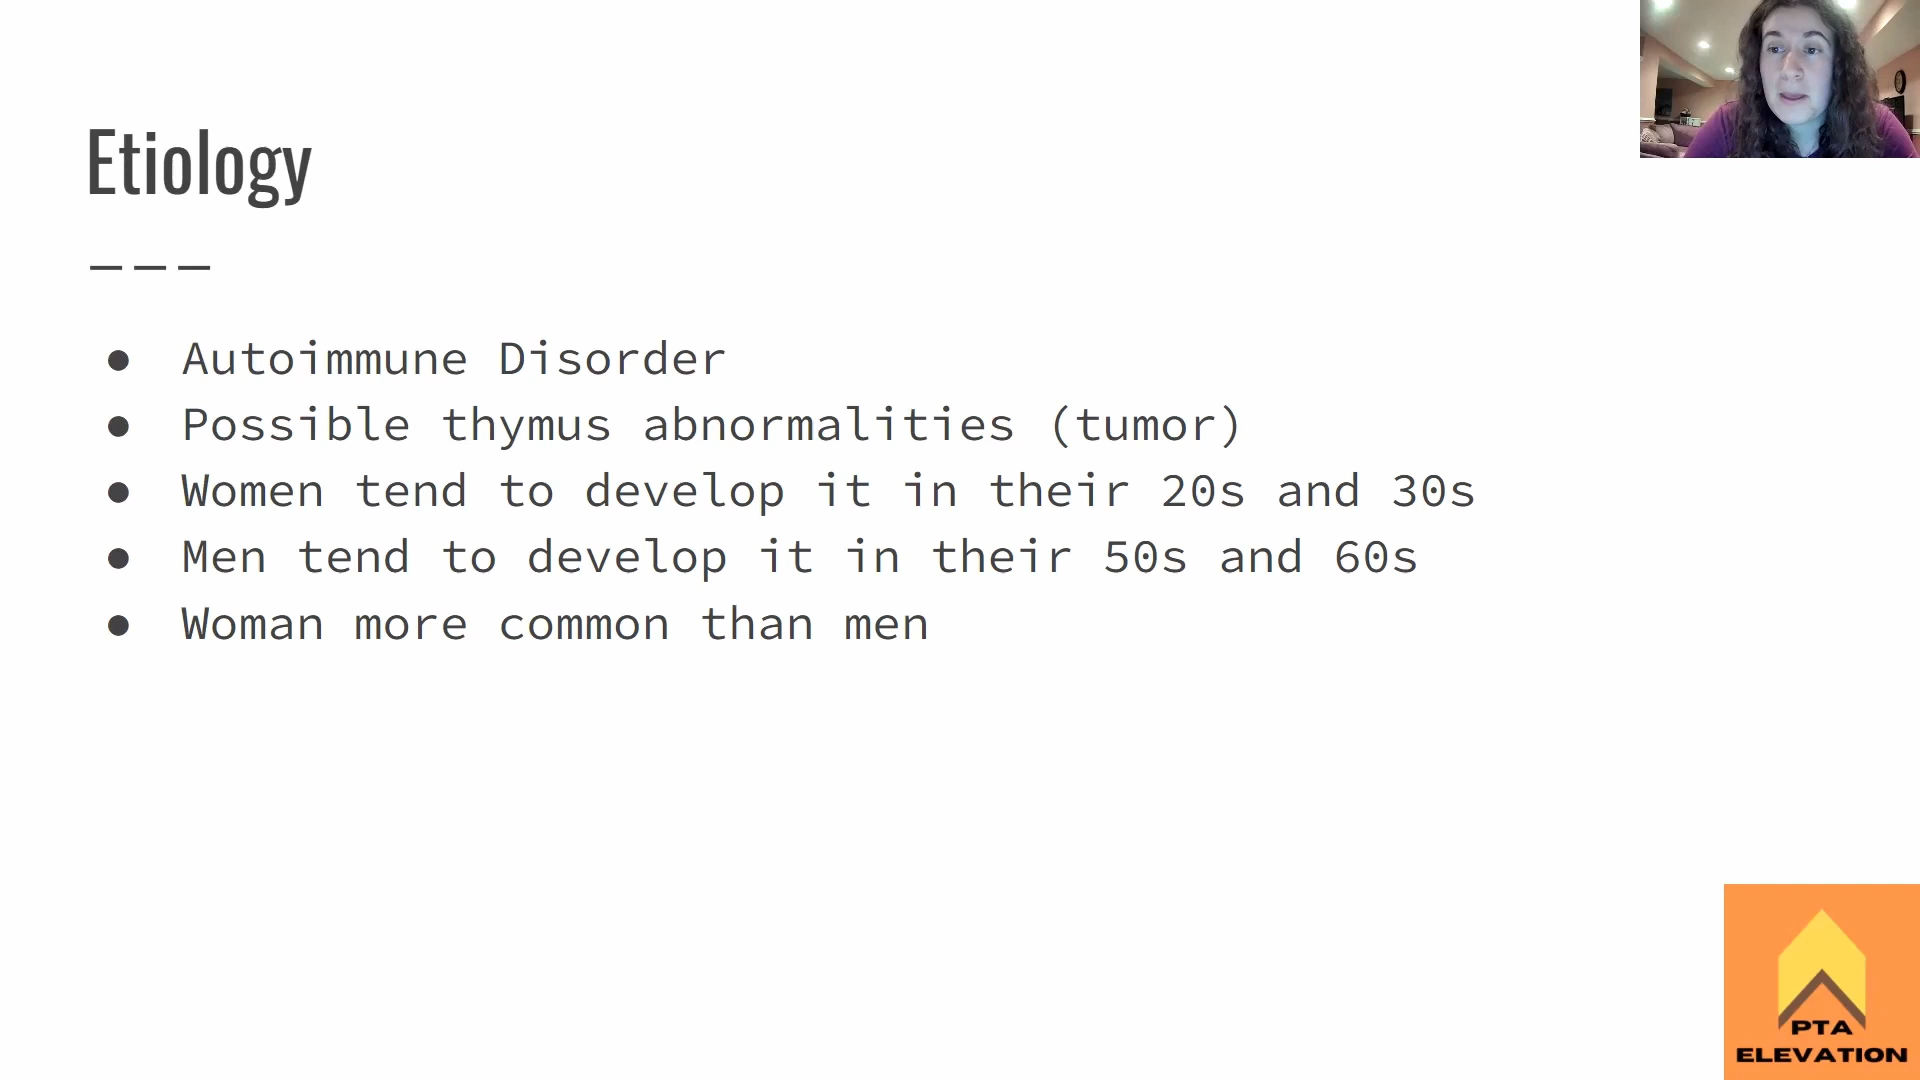 Etiology
● Autoimmune Disorder
● Possible thymus abnormalities (tumor)
● Women tend to develop it in their 20s and 30s
● Men tend to develop it in their 50s and 60s
● Woman more common than men
PTA
ELEVATION